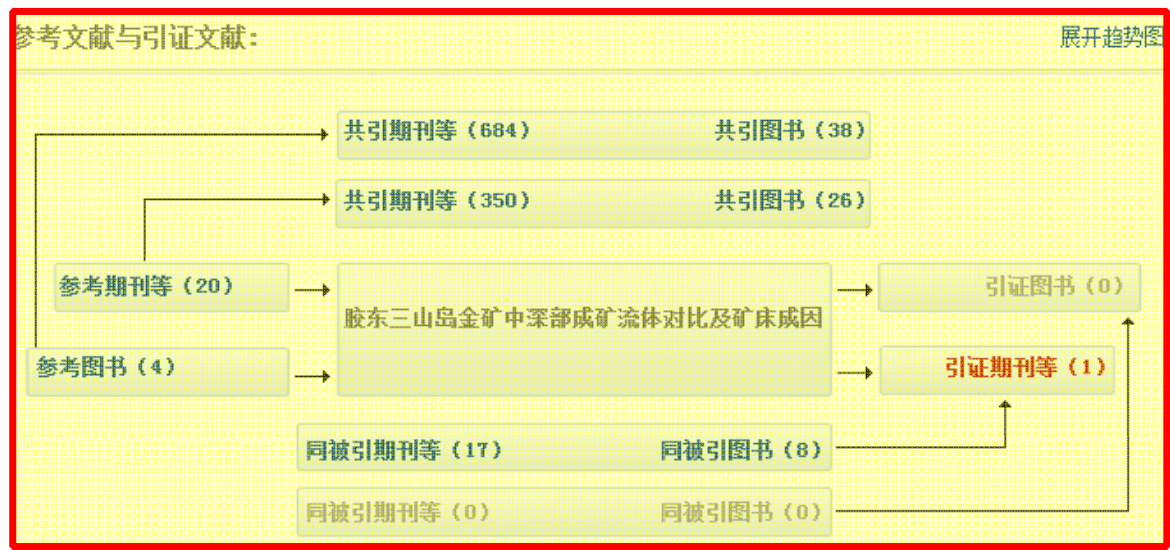 参考文献与引证文献：
展开趋势图
共引期刊等（684） 共引图书（38）
共引期刊等（350） 共引图书（26）
参考期刊等（20）
引证图书（0）
胶东三山岛金矿中深部成矿流体对比及矿床成因
参考图书（4）
引证期刊等（1）
同被引期刊等（17） 同被引图书（8）
同被引期刊等（0） 同被引图书（0）